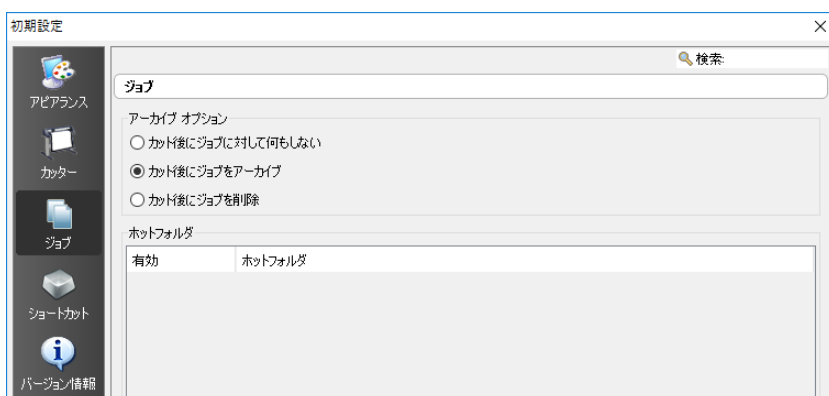 初期設定
検索:
アピアランス
カッター
ジョブ
ショートカット
バージョン情報
ジョブ
アーカイブ オプション
カット後にジョブに対して何もしない
カット後にジョブをアーカイブ
カット後にジョブを削除
ホットフォルダ
有効 ホットフォルダ